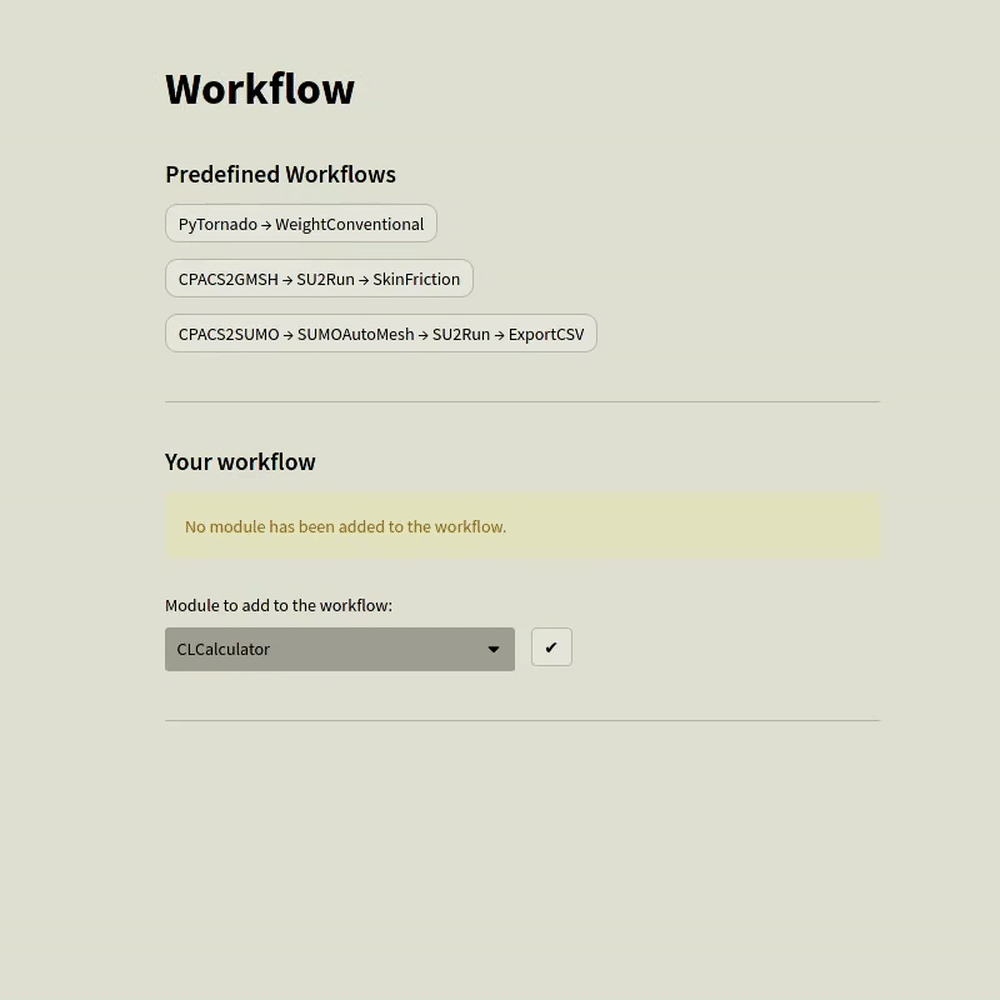 Workflow
Predefined Workflows
PyTornado → WeightConventional
CPACS2GMSH → SU2Run → SkinFriction
CPACS2SUMO → SUMOAutoMesh → SU2Run → ExportCSV
Your workflow
No module has been added to the workflow.
Module to add to the workflow:
CLCalculator
✔